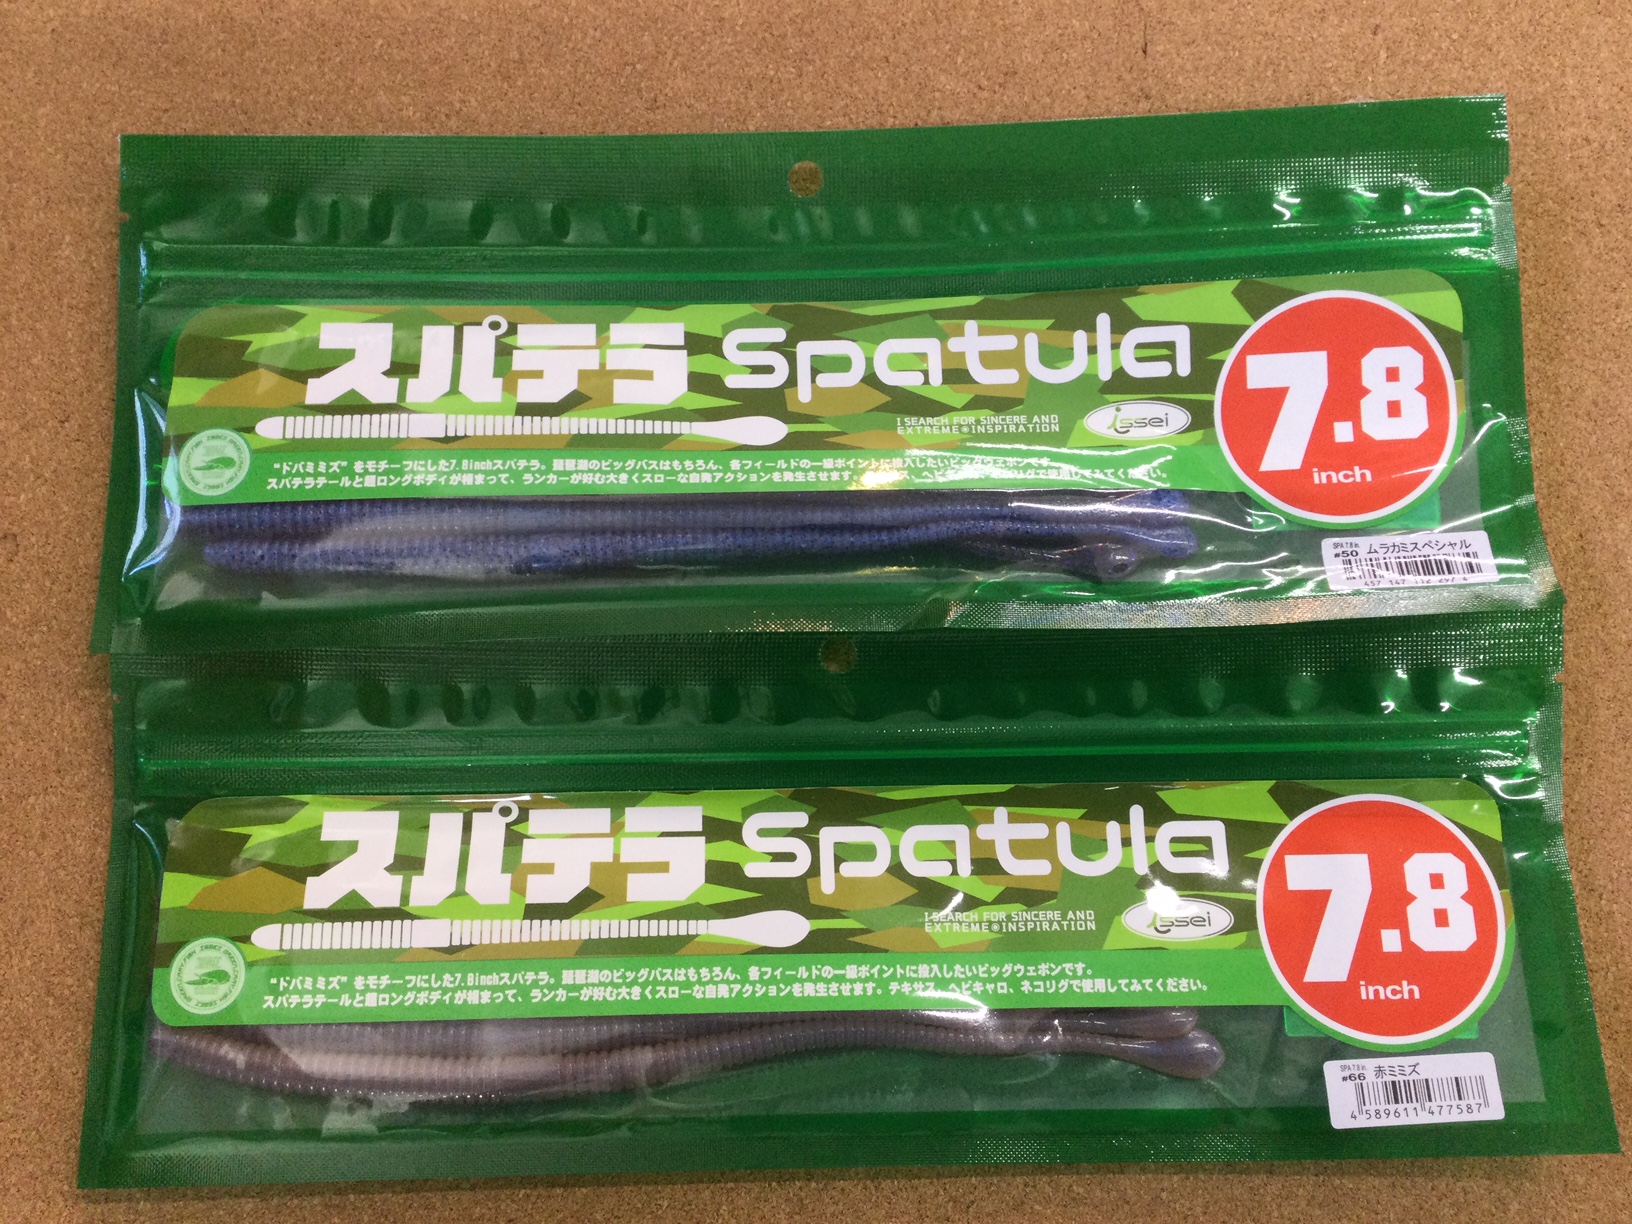 スパテラ Spatula
7.8
inch
I SEARCH FOR SINCERE AND
EXTREME INSPIRATION
issei
“ドバミミズ”をモチーフにした7.8inchスパテラ。琵琶湖のビッグバスはもちろん、各フィールドの一級ポイントに投入したいビッグウェポンです。
スパテラテールと超ロングボディが相まって、ランカーが好む大きくスローな自発アクションを発生させます。
SPA 7.8 in.
#50 ムラカミスペシャル
スパテラ Spatula
7.8
inch
I SEARCH FOR SINCERE AND
EXTREME INSPIRATION
issei
“ドバミミズ”をモチーフにした7.8inchスパテラ。琵琶湖のビッグバスはもちろん、各フィールドの一級ポイントに投入したいビッグウェポンです。
スパテラテールと超ロングボディが相まって、ランカーが好む大きくスローな自発アクションを発生させます。テキサス、ヘビキャロ、ネコリグで使用してみてください。
SPA 7.8 in.
#66 赤ミミズ
4 589611 477587